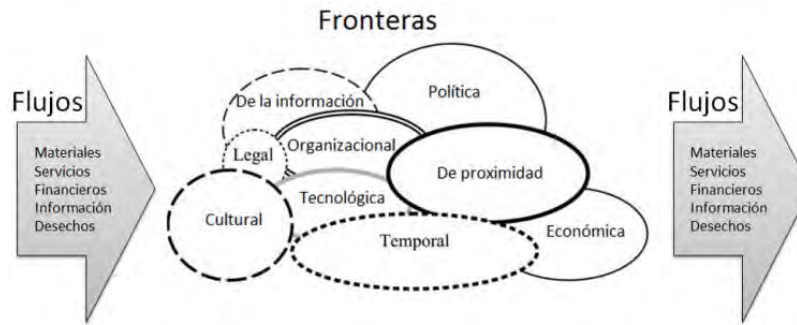 Fronteras
Flujos
Materiales
Servicios
Financieros
Información
Desechos
De la información
Política
Legal
Organizacional
De proximidad
Cultural
Tecnológica
Temporal
Económica
Flujos
Materiales
Servicios
Financieros
Información
Desechos